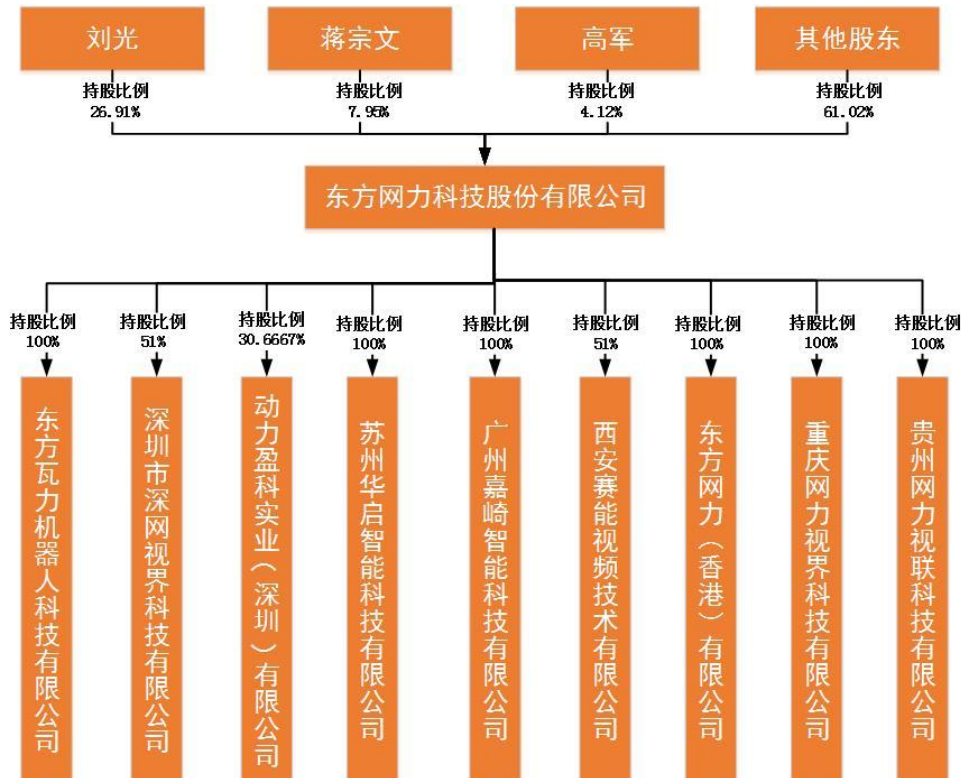 刘光
蒋宗文
高军
其他股东
持股比例
26.91%
持股比例
7.95%
持股比例
4.12%
持股比例
61.02%
东方网力科技股份有限公司
持股比例
100%
持股比例
51%
持股比例
30.6667%
持股比例
100%
持股比例
100%
持股比例
51%
持股比例
100%
持股比例
100%
持股比例
100%
东方瓦力机器人科技有限公司
深圳市深网视界科技有限公司
动力盈科实业（深圳）有限公司
苏州华启智能科技有限公司
广州嘉崎智能科技有限公司
西安赛能视频技术有限公司
东方网力（香港）有限公司
重庆网力视界科技有限公司
贵州网力视联科技有限公司